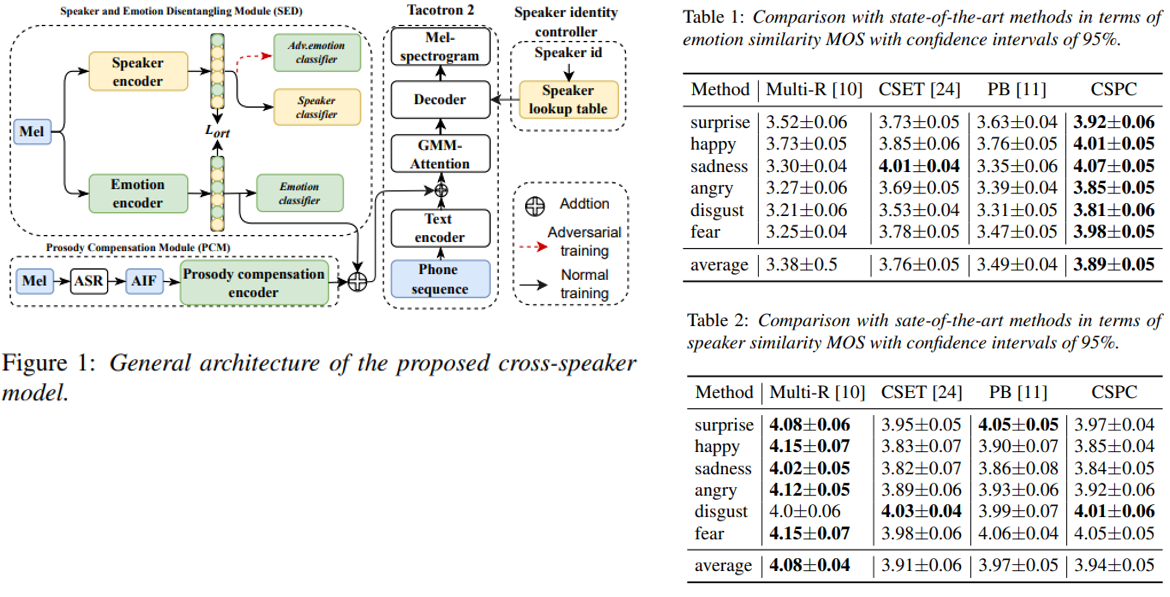 Speaker and Emotion Disentangling Module (SED)
Speaker
encoder
Adv.emotion
classifier
Speaker
classifier
Mel
Lort
Emotion
encoder
Emotion
classifier
Prosody Compensation Module (PCM)
Mel
ASR
AIF
Prosody compensation
encoder
Tacotron 2
Mel-
spectrogram
Decoder
GMM-
Attention
Text
encoder
Phone
sequence
Speaker identity
controller
Speaker id
Speaker
lookup table
Addtion
Adversarial
training
Normal
training
Figure 1: General architecture of the proposed cross-speaker
model.
Table 1: Comparison with state-of-the-art methods in terms of
emotion similarity MOS with confidence intervals of 95%.
Method Multi-R [10] CSET [24] PB [11] CSPC
surprise 3.52±0.06 3.73±0.05 3.63±0.04 3.92±0.06
happy 3.73±0.05 3.85±0.06 3.76±0.05 4.01±0.05
sadness 3.30±0.04 4.01±0.04 3.35±0.06 4.07±0.05
angry 3.27±0.06 3.69±0.05 3.39±0.04 3.85±0.05
disgust 3.21±0.06 3.53±0.04 3.31±0.05 3.81±0.06
fear 3.25±0.04 3.78±0.05 3.47±0.05 3.98±0.05
average 3.38±0.5 3.76±0.05 3.49±0.04 3.89±0.05
Table 2: Comparison with sate-of-the-art methods in terms of
speaker similarity MOS with confidence intervals of 95%.
Method Multi-R [10] CSET [24] PB [11] CSPC
surprise 4.08±0.06 3.95±0.05 4.05±0.05 3.97±0.04
happy 4.15±0.07 3.83±0.07 3.90±0.07 3.85±0.04
sadness 4.02±0.05 3.82±0.07 3.86±0.08 3.84±0.05
angry 4.12±0.05 3.89±0.06 3.93±0.06 3.92±0.06
disgust 4.0±0.06 4.03±0.04 3.99±0.07 4.01±0.06
fear 4.15±0.07 3.98±0.06 4.06±0.04 4.05±0.05
average 4.08±0.04 3.91±0.06 3.97±0.05 3.94±0.05